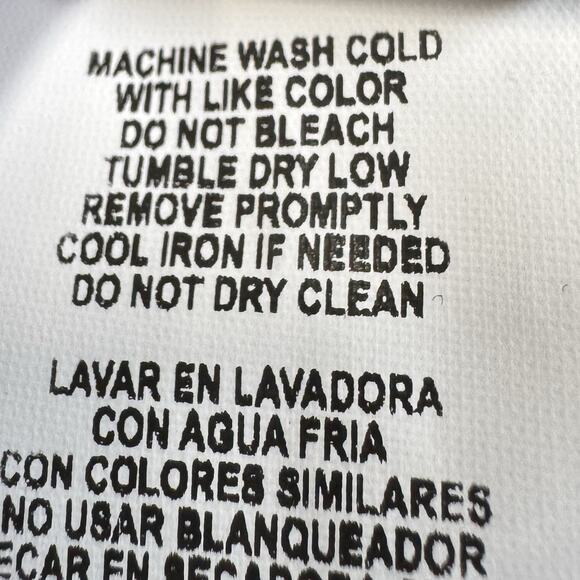 MACHINE WASH COLD
WITH LIKE COLOR
DO NOT BLEACH
TUMBLE DRY LOW
REMOVE PROMPTLY
COOL IRON IF NEEDED
DO NOT DRY CLEAN
LAVAR EN LAVADORA
CON AGUA FRIA
CON COLORES SIMILARES
NO USAR BLANQUEADOR
EN